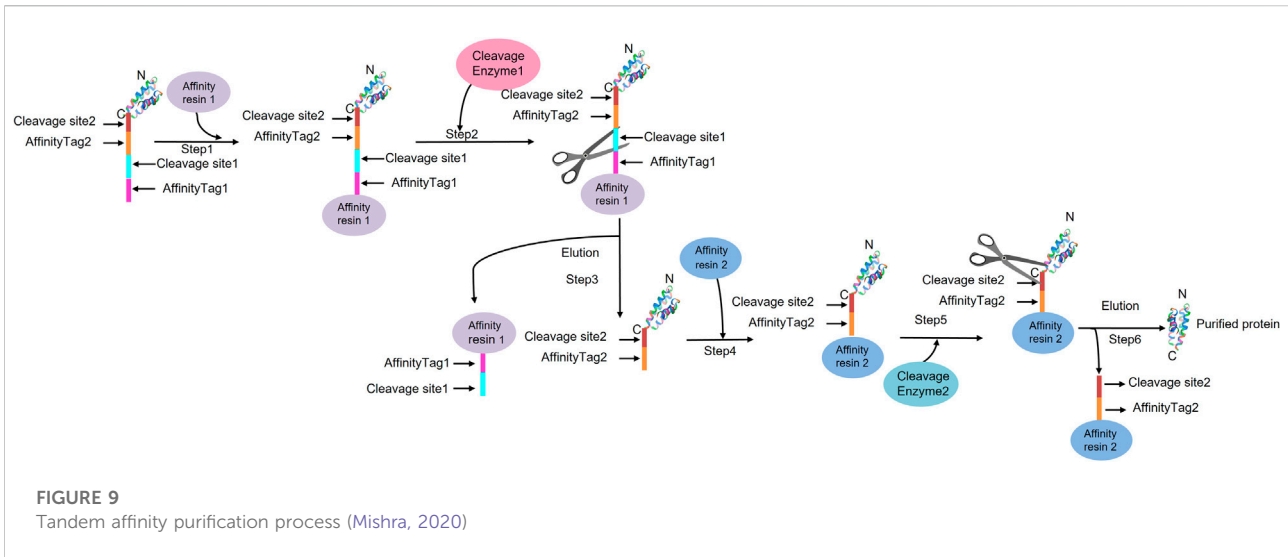 N
Affinity
resin 1
C
Cleavage site2
AffinityTag2
Step1
Cleavage site1
AffinityTag1
N
C
Cleavage site2
AffinityTag2
Cleavage site1
AffinityTag1
Affinity
resin 1
Cleavage
Enzyme1
Step2
N
C
Cleavage site2
AffinityTag2
Cleavage site1
AffinityTag1
Affinity
resin 1
Elution
Step3
Affinity
resin 1
AffinityTag1
Cleavage site1
N
C
Cleavage site2
AffinityTag2
Affinity
resin 2
Step4
N
C
Cleavage site2
AffinityTag2
Affinity
resin 2
Step5
Cleavage
Enzyme2
N
C
Cleavage site2
AffinityTag2
Affinity
resin 2
Elution
Step6
N
C
Purified protein
Cleavage site2
AffinityTag2
Affinity
resin 2
FIGURE 9
Tandem affinity purification process (Mishra, 2020)